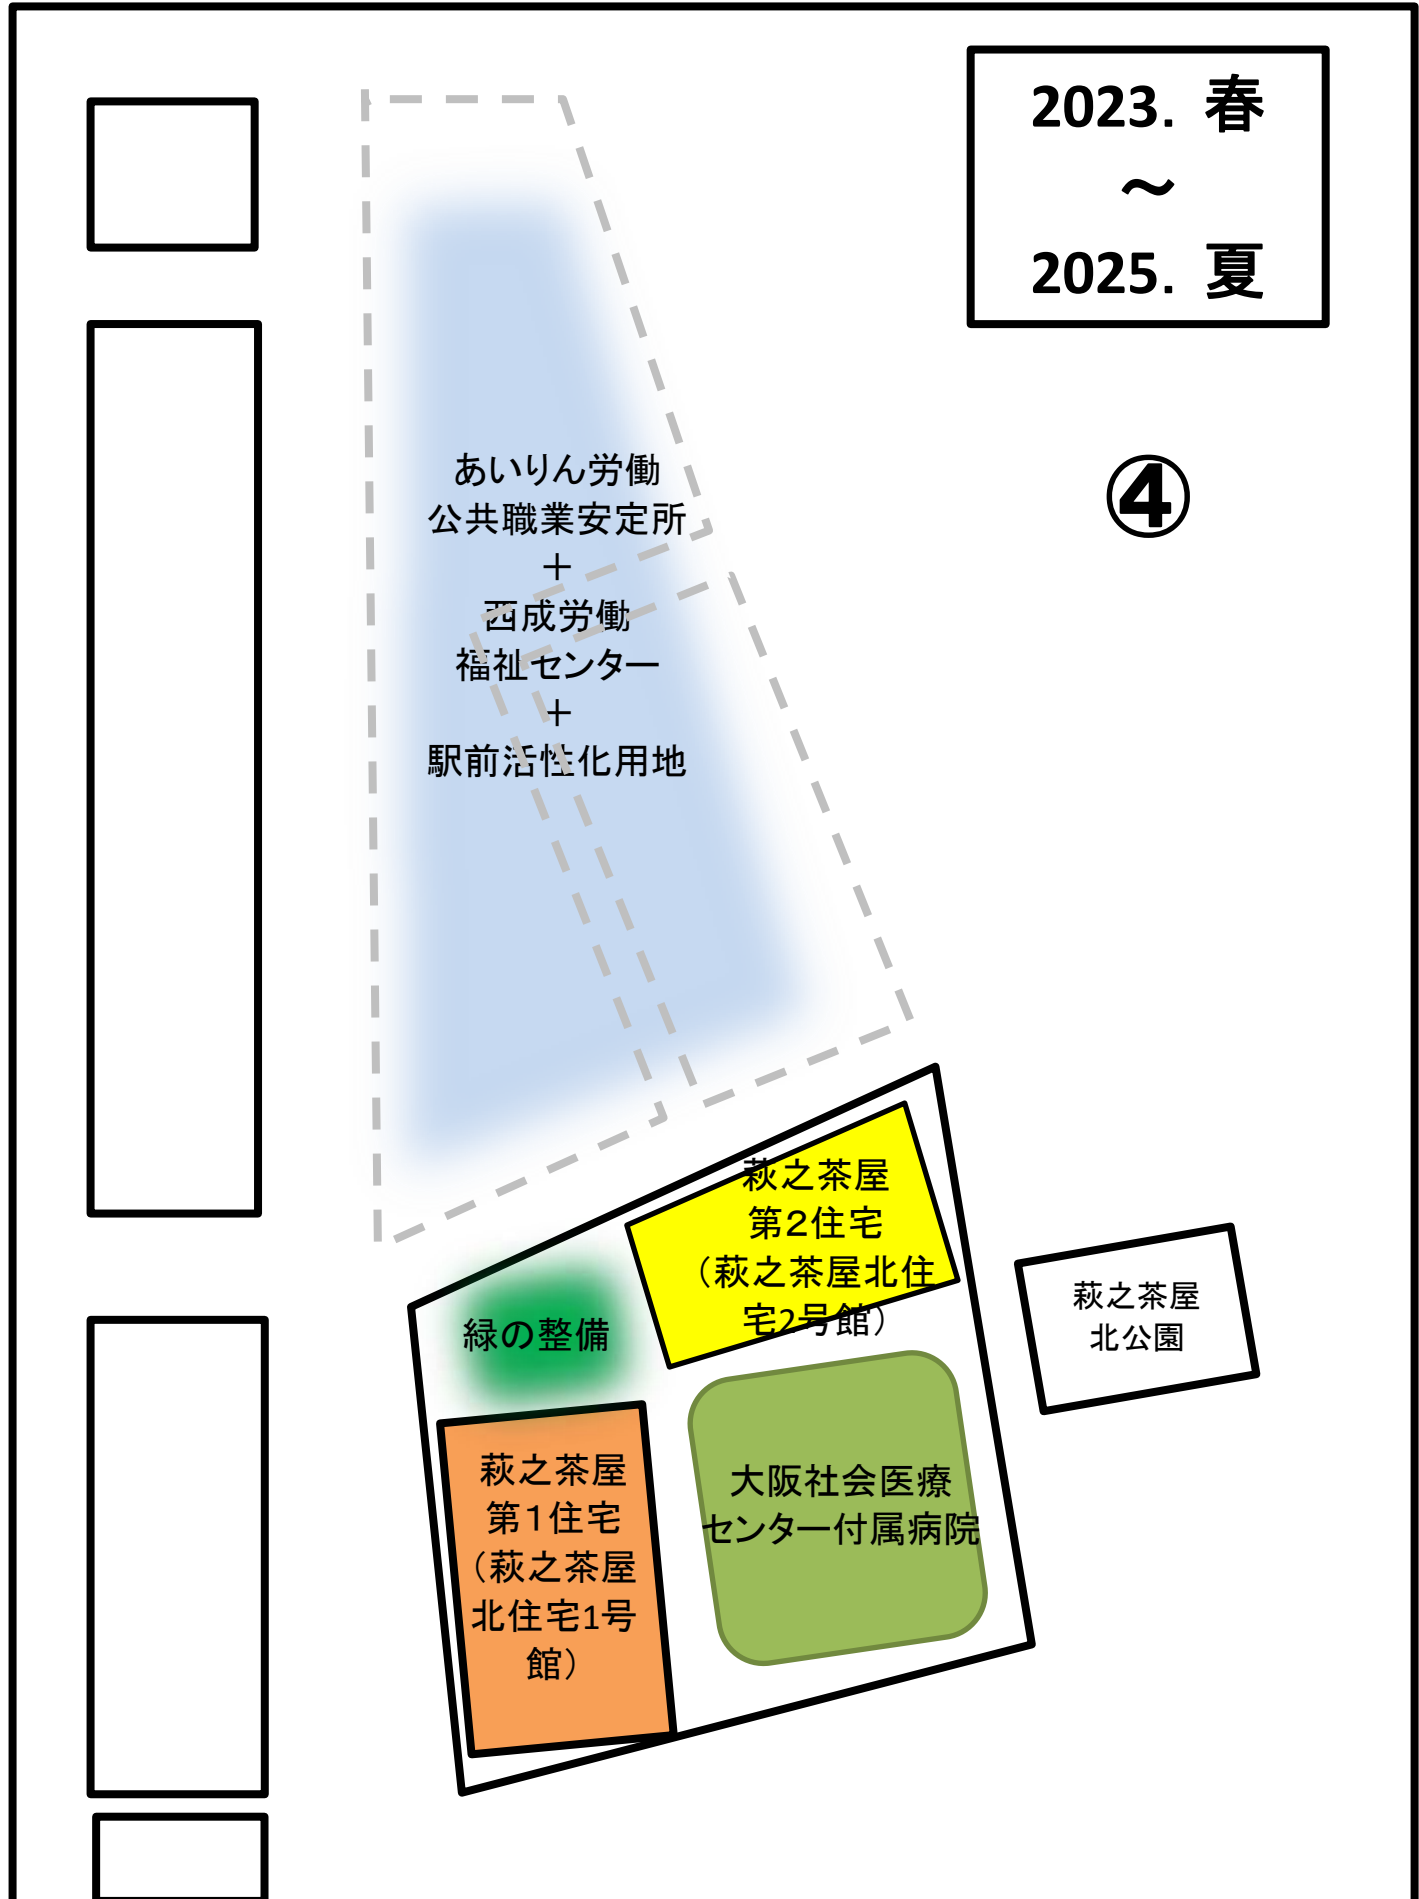 2023. 春
～
2025. 夏
④
あいりん労働
公共職業安定所
＋
西成労働
福祉センター
＋
駅前活性化用地
萩之茶屋
第２住宅
（萩之茶屋北住
宅2号館）
緑の整備
萩之茶屋
北公園
萩之茶屋
第１住宅
（萩之茶屋
北住宅1号
館）
大阪社会医療
センター付属病院